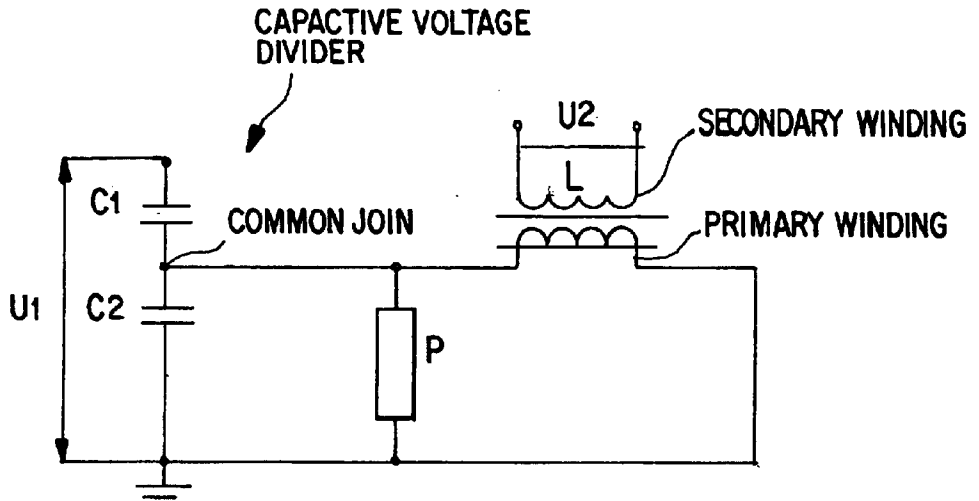 CAPACTIVE VOLTAGE
DIVIDER
U2
SECONDARY WINDING
L
C1
COMMON JOIN
PRIMARY WINDING
U1
C2
P